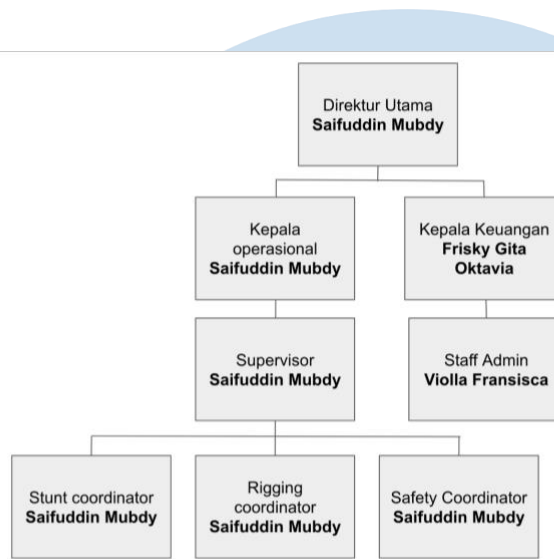 Direktur Utama
Saifuddin Mubdy
Kepala
operasional
Saifuddin Mubdy
Kepala Keuangan
Frisky Gita
Oktavia
Supervisor
Saifuddin Mubdy
Staff Admin
Violla Fransisca
Stunt coordinator
Saifuddin Mubdy
Rigging
coordinator
Saifuddin Mubdy
Safety Coordinator
Saifuddin Mubdy